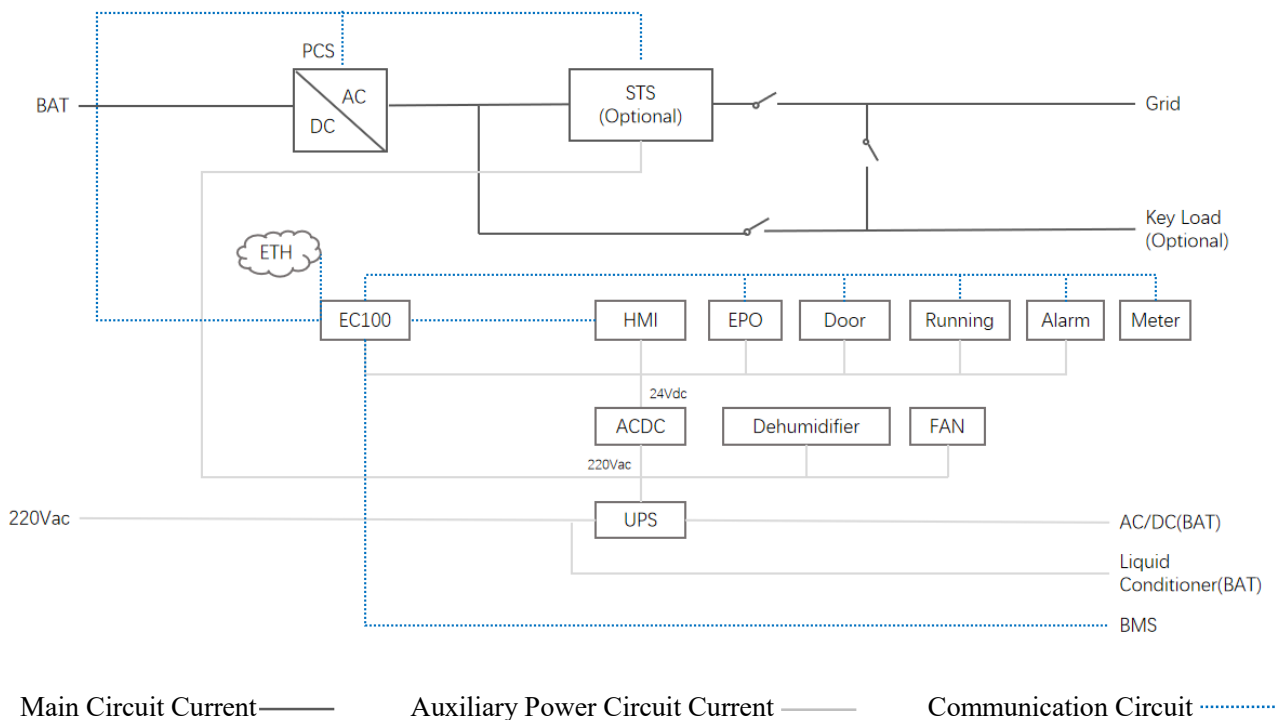 PCS
BAT
AC
DC
STS
(Optional)
Grid
Key Load
(Optional)
ETH
EC100
HMI
EPO
Door
Running
Alarm
Meter
24Vdc
ACDC
Dehumidifier
FAN
220Vac
220Vac
UPS
AC/DC(BAT)
Liquid
Conditioner(BAT)
BMS
Main Circuit Current
Auxiliary Power Circuit Current
Communication Circuit